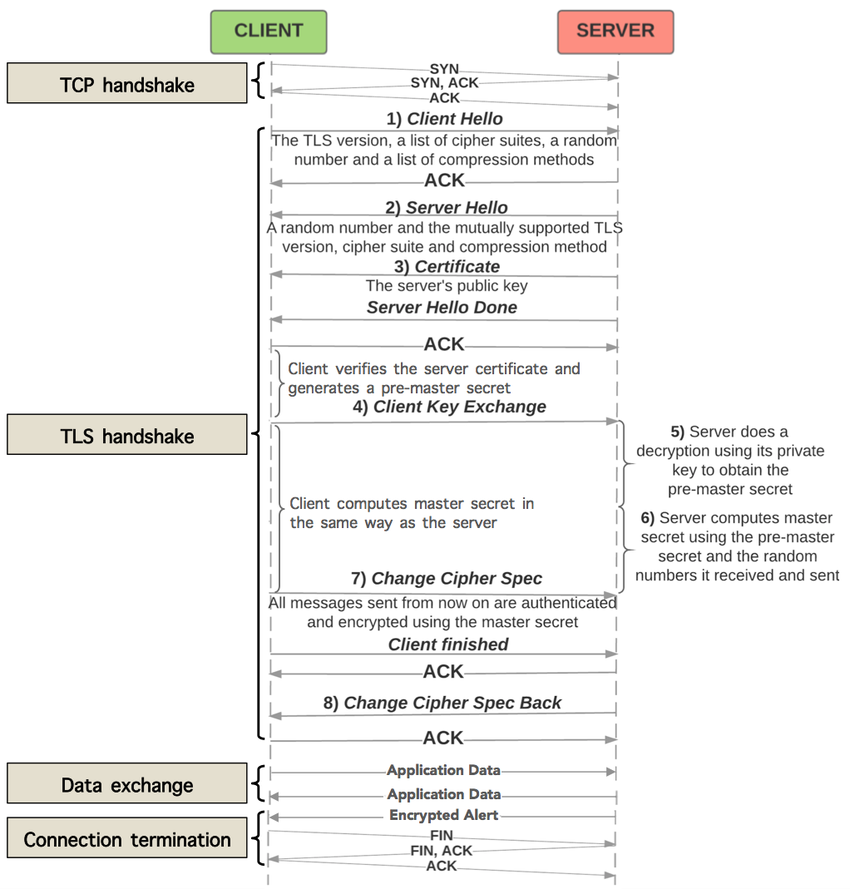 CLIENT
SERVER
TCP handshake
SYN
SYN, ACK
ACK
1) Client Hello
The TLS version, a list of cipher suites, a random
number and a list of compression methods
ACK
2) Server Hello
A random number and the mutually supported TLS
version, cipher suite and compression method
3) Certificate
The server's public key
Server Hello Done
ACK
Client verifies the server certificate and
generates a pre-master secret
4) Client Key Exchange
TLS handshake
5) Server does a
decryption using its private
key to obtain the
pre-master secret
Client computes master secret in
the same way as the server
6) Server computes master
secret using the pre-master
secret and the random
numbers it received and sent
7) Change Cipher Spec
All messages sent from now on are authenticated
and encrypted using the master secret
Client finished
ACK
8) Change Cipher Spec Back
ACK
Data exchange
Application Data
Application Data
Connection termination
Encrypted Alert
FIN
FIN, ACK
ACK